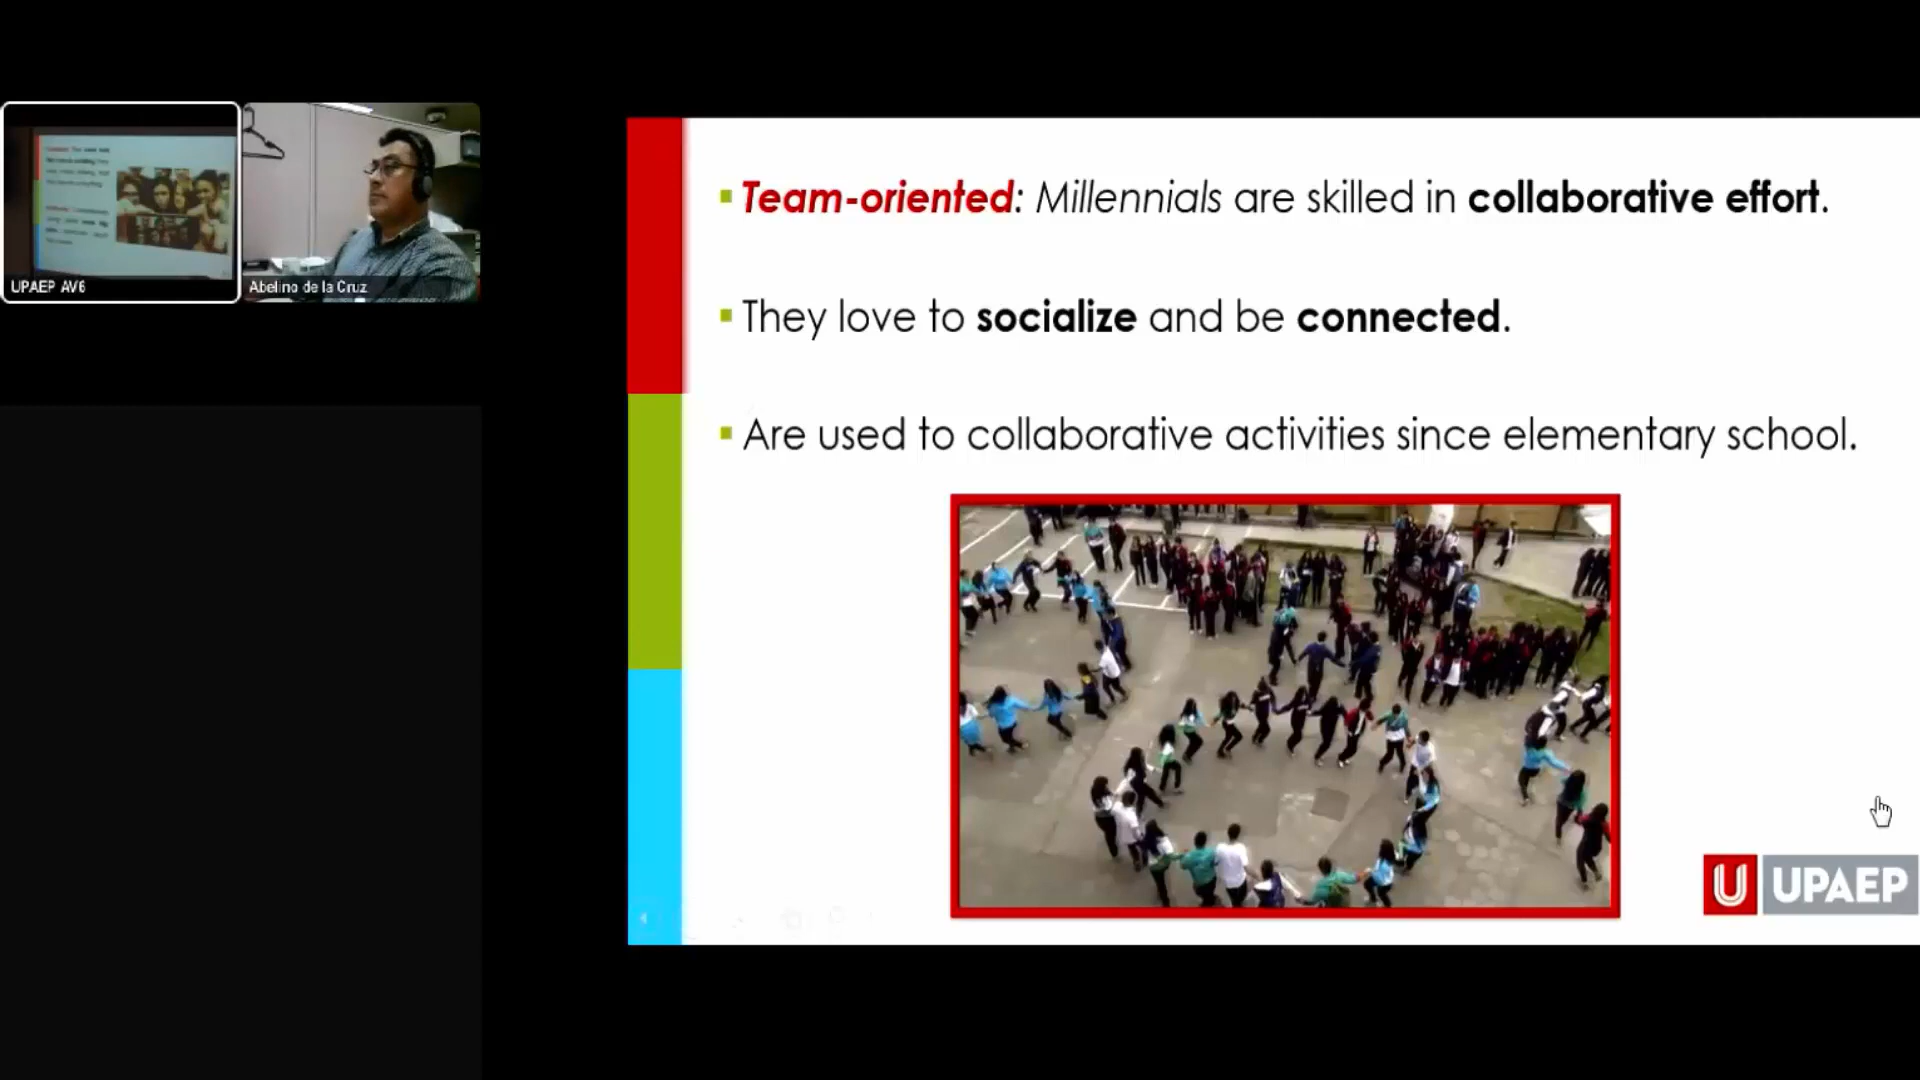 UPAEP AV6
Abelino de la Cruz
Team-oriented: Millennials are skilled in collaborative effort.
They love to socialize and be connected.
Are used to collaborative activities since elementary school.
U UPAEP